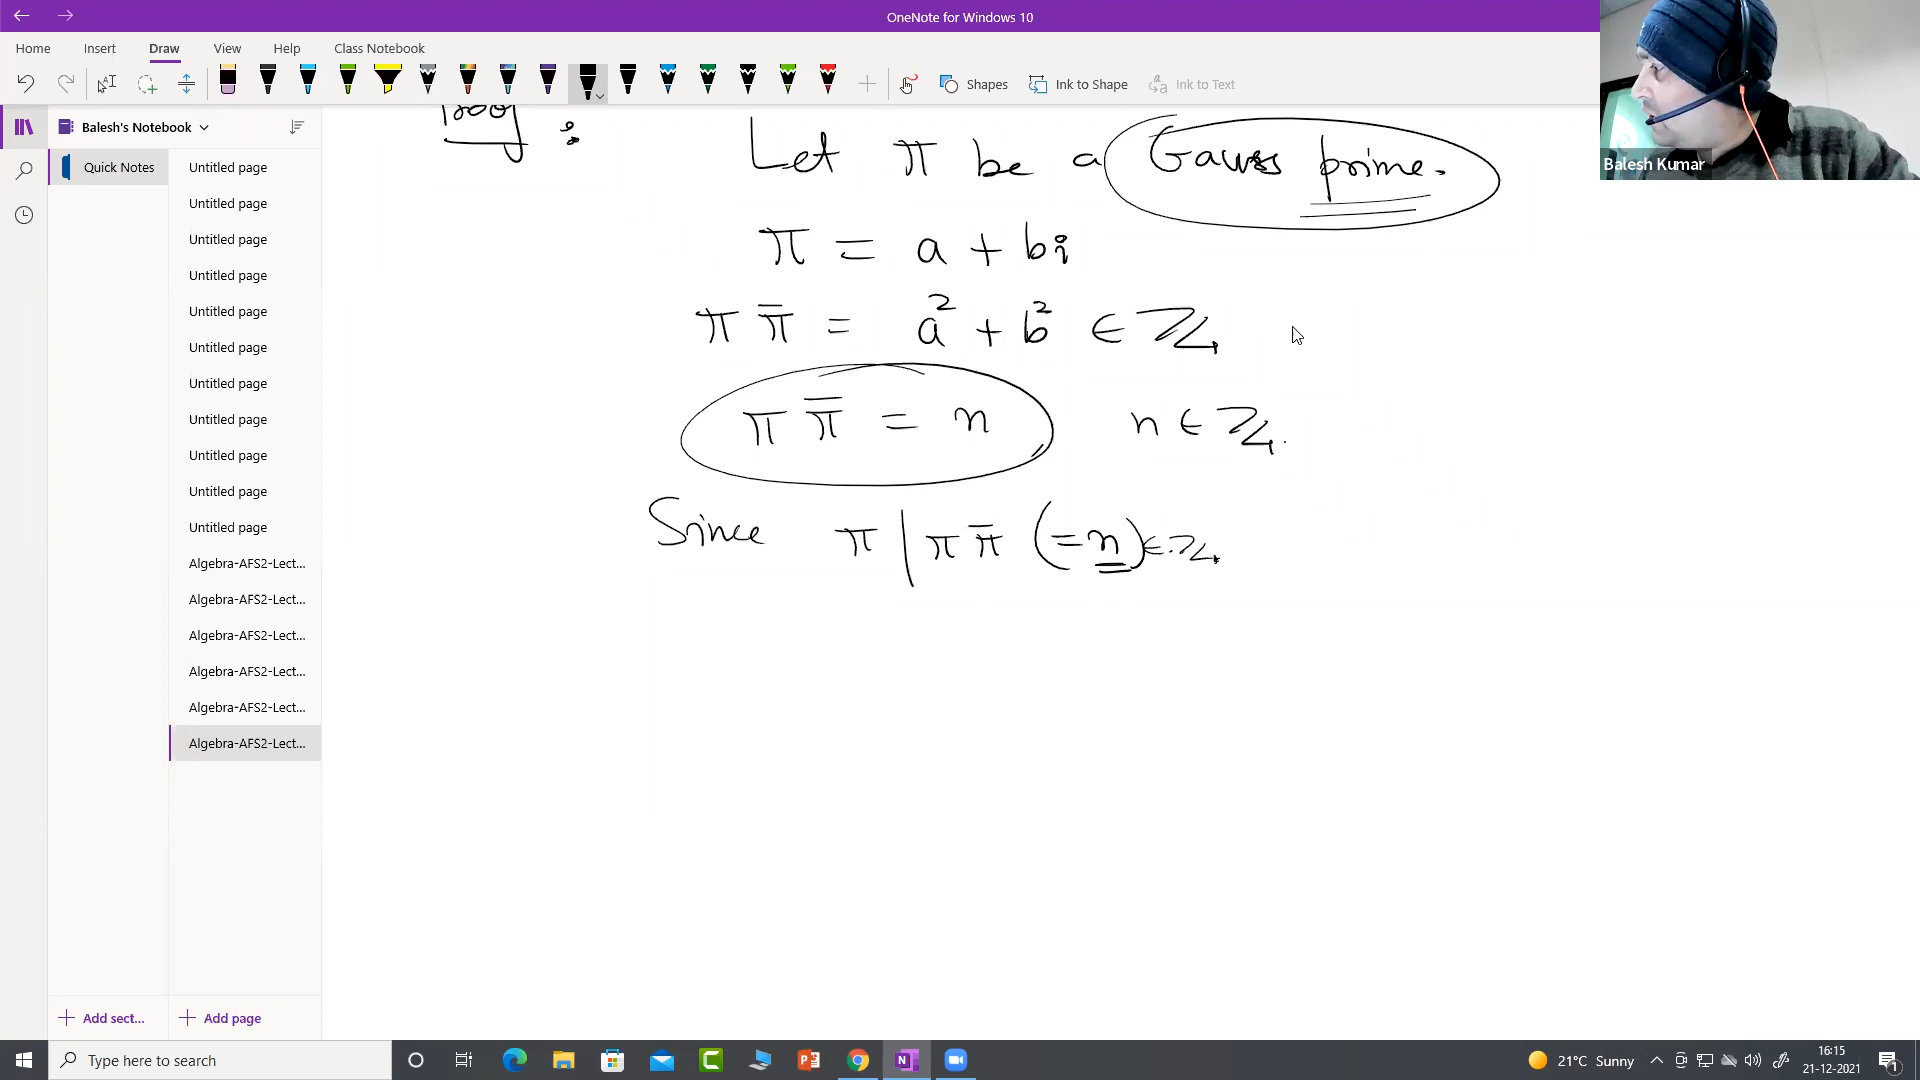 OneNote for Windows 10
Home Insert Draw View Help Class Notebook
Shapes Ink to Shape Ink to Text
Balesh's Notebook
Quick Notes
Untitled page
Untitled page
Untitled page
Untitled page
Untitled page
Untitled page
Untitled page
Untitled page
Untitled page
Untitled page
Untitled page
Algebra-AFS2-Lect...
Algebra-AFS2-Lect...
Algebra-AFS2-Lect...
Algebra-AFS2-Lect...
Algebra-AFS2-Lect...
Algebra-AFS2-Lect...
Add sect... Add page
Proof :
Let π be a Gauss prime.
π = a + bi
π π̄ = a² + b² ∈ ℤ
π π̄ = n n ∈ ℤ.
Since π | π π̄ (= n) ∈ ℤ.
Balesh Kumar
Type here to search
21°C Sunny
16:15
21-12-2021
1